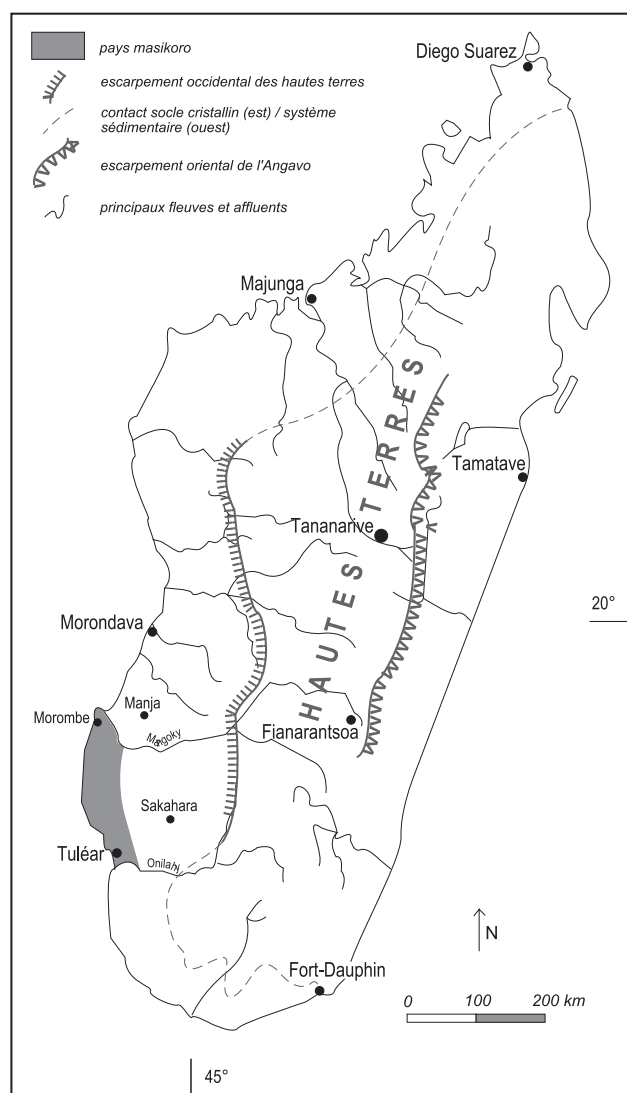 pays masikoro
escarpement occidental des hautes terres
contact socle cristallin (est) / système
sédimentaire (ouest)
escarpement oriental de l'Angavo
principaux fleuves et affluents
Diego Suarez
Majunga
HAUTES TERRES
Tamatave
Tananarive
20°
Morondava
Manja
Morombe
Mangoky
Fianarantsoa
Sakahara
Tuléar
Onilahi
N
Fort-Dauphin
0 100 200 km
45°